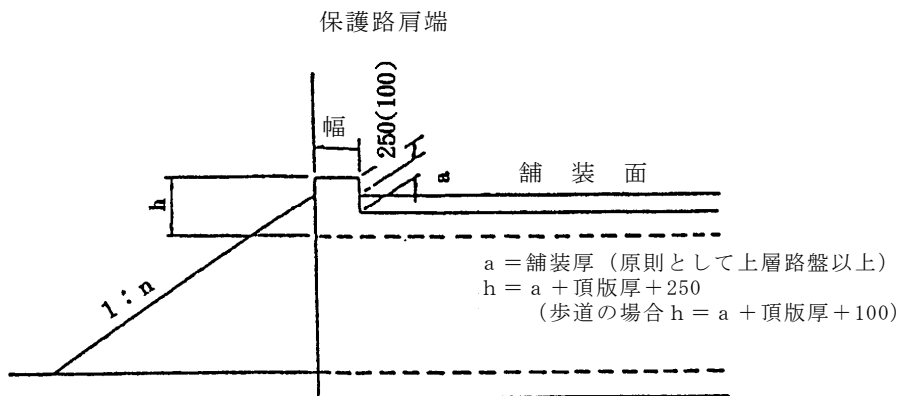 保護路肩端
幅
250(100)
a
舗装面
h
1:n
a=舗装厚(原則として上層路盤以上)
h=a+頂版厚+250
(歩道の場合h=a+頂版厚+100)